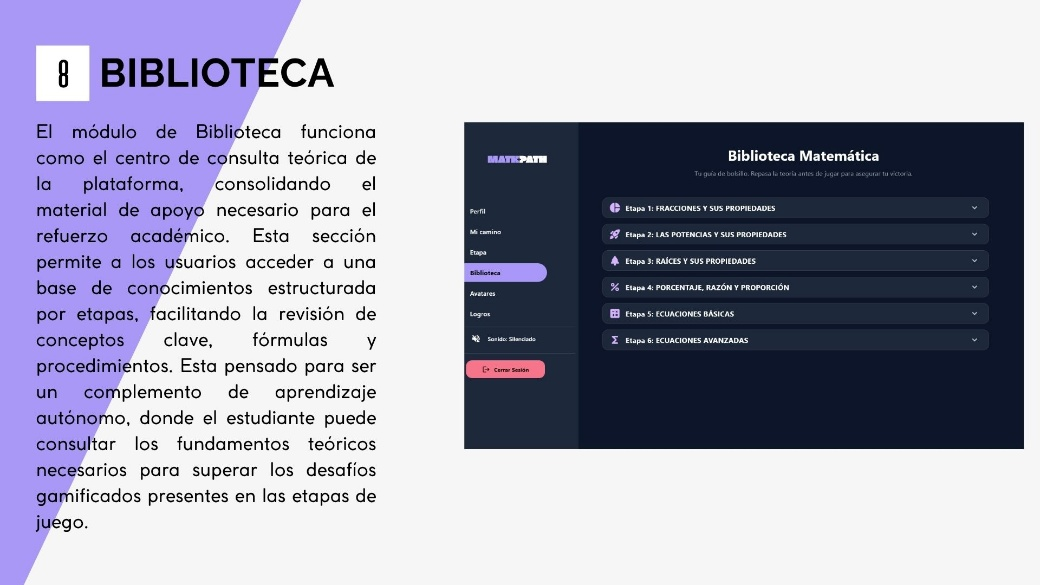 8 BIBLIOTECA
El módulo de Biblioteca funciona
como el centro de consulta teórica de
la plataforma, consolidando el
material de apoyo necesario para el
refuerzo académico. Esta sección
permite a los usuarios acceder a una
base de conocimientos estructurada
por etapas, facilitando la revisión de
conceptos clave, fórmulas y
procedimientos. Esta pensado para ser
un complemento de aprendizaje
autónomo, donde el estudiante puede
consultar los fundamentos teóricos
necesarios para superar los desafíos
gamificados presentes en las etapas de
juego.
MATEPATH
Perfil
Mi camino
Etapa
Biblioteca
Avatares
Logros
Sonido: Silenciado
Cerrar Sesión
Biblioteca Matemática
Tu guía de bolsillo. Repasa la teoría antes de jugar para asegurar tu victoria.
Etapa 1: FRACCIONES Y SUS PROPIEDADES
Etapa 2: LAS POTENCIAS Y SUS PROPIEDADES
Etapa 3: RAÍCES Y SUS PROPIEDADES
Etapa 4: PORCENTAJE, RAZÓN Y PROPORCIÓN
Etapa 5: ECUACIONES BÁSICAS
Etapa 6: ECUACIONES AVANZADAS